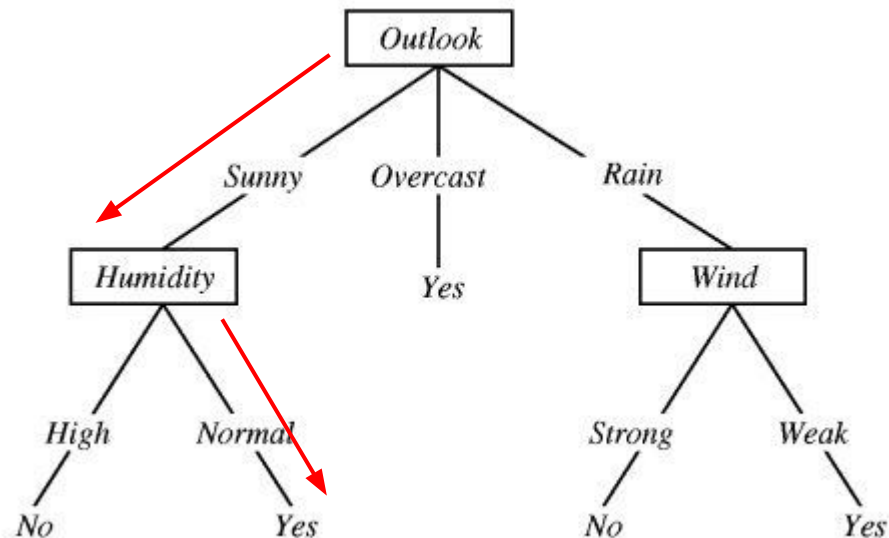 Outlook
Sunny Overcast Rain
Humidity Yes Wind
High Normal Strong Weak
No Yes No Yes